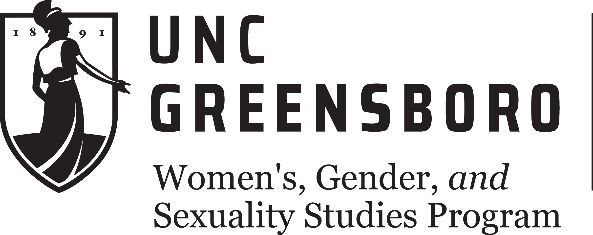 1891
UNC
GREENSBORO
Women's, Gender, and
Sexuality Studies Program